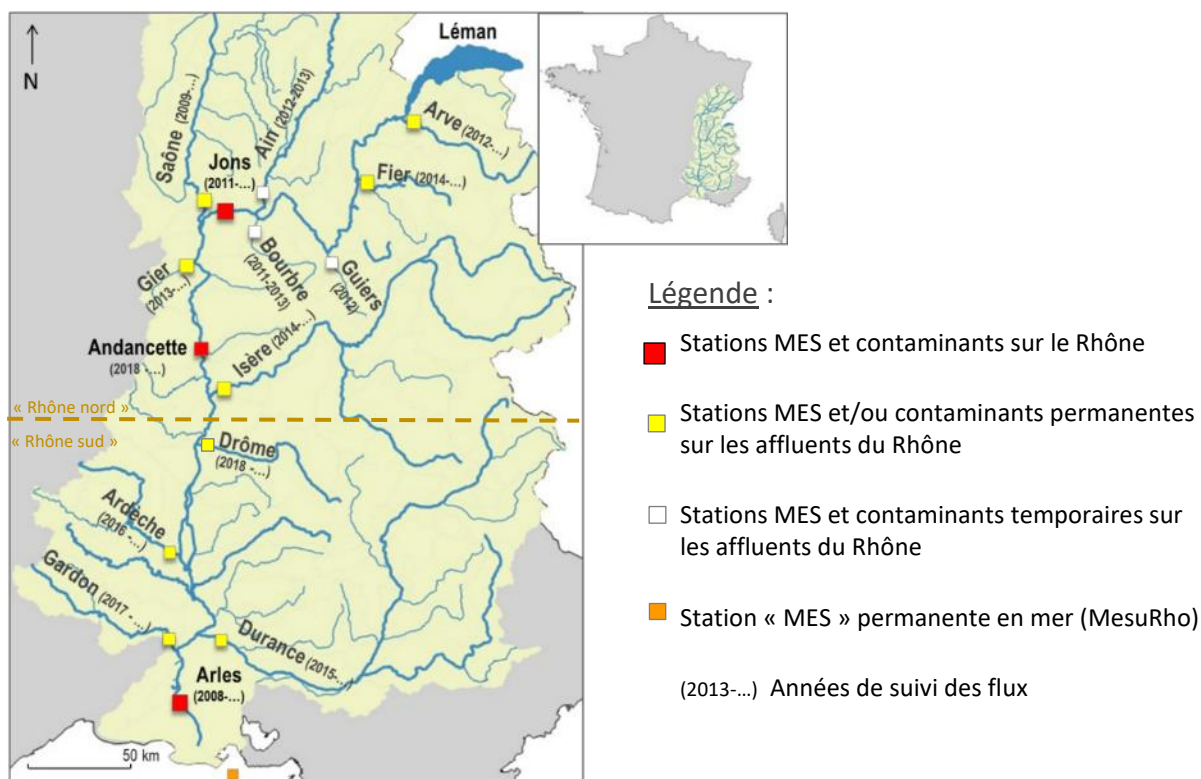 N
Léman
Saône (2009-...)
Ain (2012-2013)
Arve (2012-...)
Jons
(2011-...)
Fier (2014-...)
Bourbre
(2011-2013)
Guiers
(2012)
Gier
(2013-...)
Andancette
(2018 -...)
Isère (2014-...)
« Rhône nord »
« Rhône sud »
Drôme
(2018 -...)
Ardèche
(2016 -...)
Gardon (2017 - ...)
Durance (2015-...)
Arles
(2008-...)
50 km
Légende :
Stations MES et contaminants sur le Rhône
Stations MES et/ou contaminants permanentes
sur les affluents du Rhône
Stations MES et contaminants temporaires sur
les affluents du Rhône
Station « MES » permanente en mer (MesuRho)
(2013-...) Années de suivi des flux